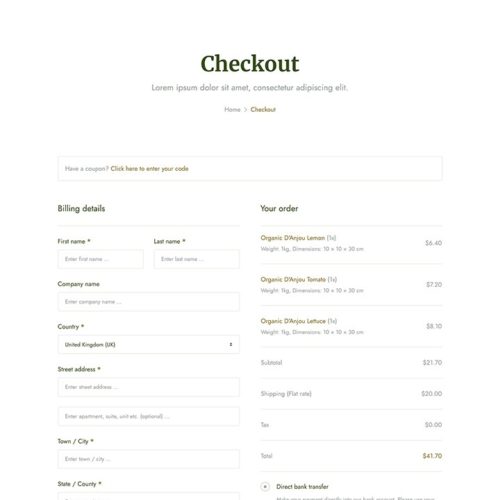 Checkout
Lorem ipsum dolor sit amet, consectetur adipiscing elit.
Home > Checkout
Have a coupon? Click here to enter your code
Billing details
First name *
Last name *
Enter first name ...
Enter last name ...
Company name
Enter company name ...
Country *
United Kingdom (UK)
Street address *
Enter street address ...
Enter apartment, suite, unit etc. (optional) ...
Town / City *
Enter town / city ...
State / County *
Your order
Organic D'Anjou Lemon (1x)
$6.40
Weight: 1kg, Dimensions: 10 × 10 × 30 cm
Organic D'Anjou Tomato (1x)
$7.20
Weight: 1kg, Dimensions: 10 × 10 × 30 cm
Organic D'Anjou Lettuce (1x)
$8.10
Weight: 1kg, Dimensions: 10 × 10 × 30 cm
Subtotal
$21.70
Shipping (Flat rate)
$20.00
Tax
$0.00
Total
$41.70
Direct bank transfer